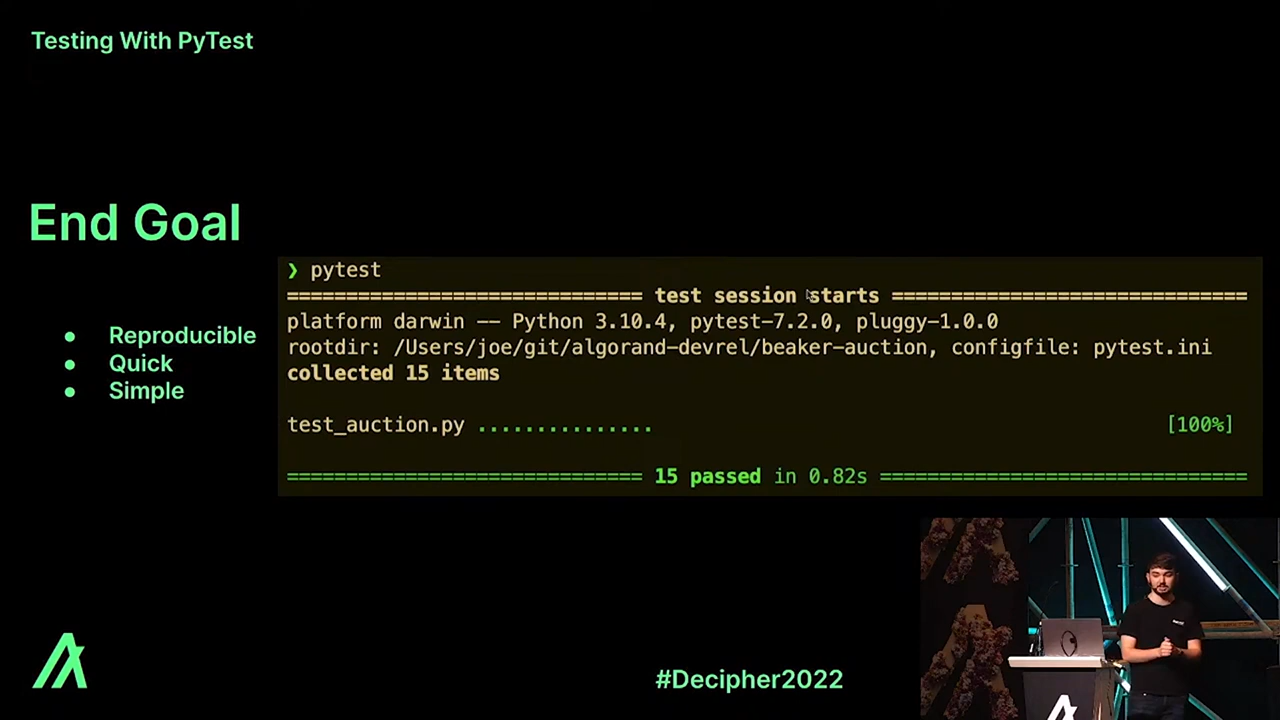 Testing With PyTest
End Goal
● Reproducible
● Quick
● Simple
❯ pytest
============================== test session starts ==============================
platform darwin -- Python 3.10.4, pytest-7.2.0, pluggy-1.0.0
rootdir: /Users/joe/git/algorand-devrel/beaker-auction, configfile: pytest.ini
collected 15 items
test_auction.py ............... [100%]
============================== 15 passed in 0.82s ===============================
#Decipher2022